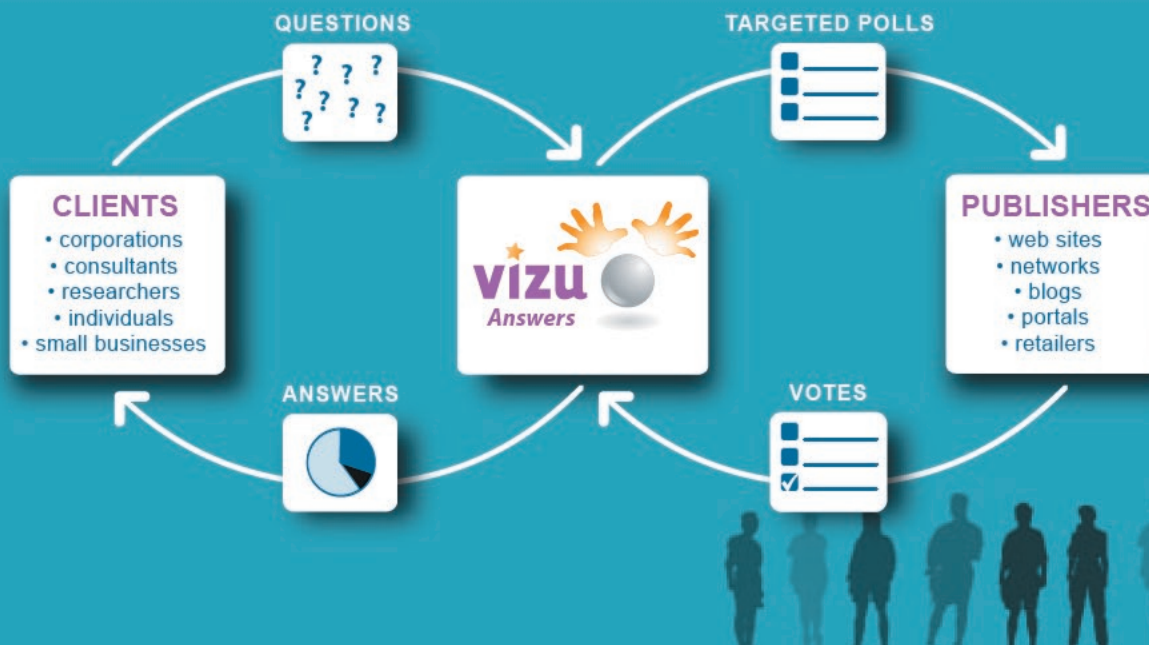 QUESTIONS
TARGETED POLLS
? ? ?
? ? ? ?
?
CLIENTS
• corporations
• consultants
• researchers
• individuals
• small businesses
vizu
Answers
PUBLISHERS
• web sites
• networks
• blogs
• portals
• retailers
ANSWERS
VOTES